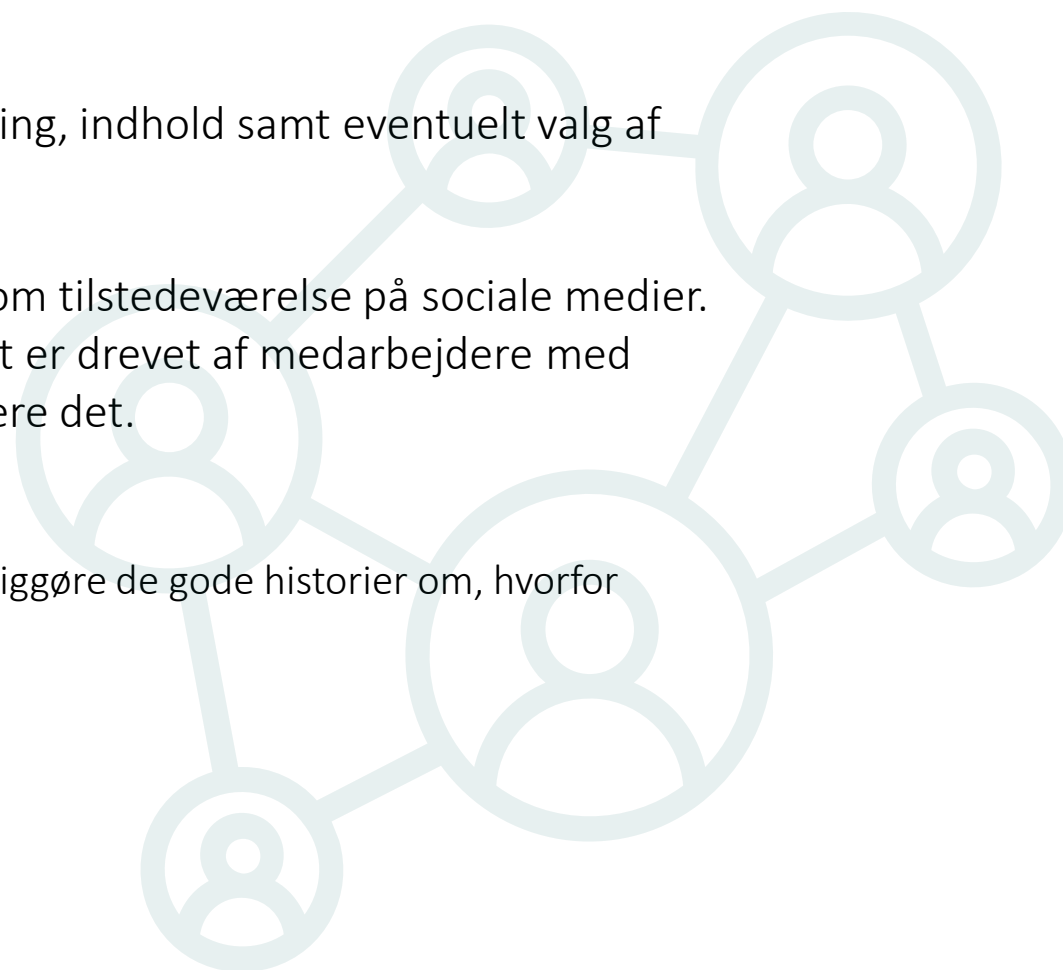 ing, indhold samt eventuelt valg af
om tilstedeværelse på sociale medier.
t er drevet af medarbejdere med
ere det.
iggøre de gode historier om, hvorfor